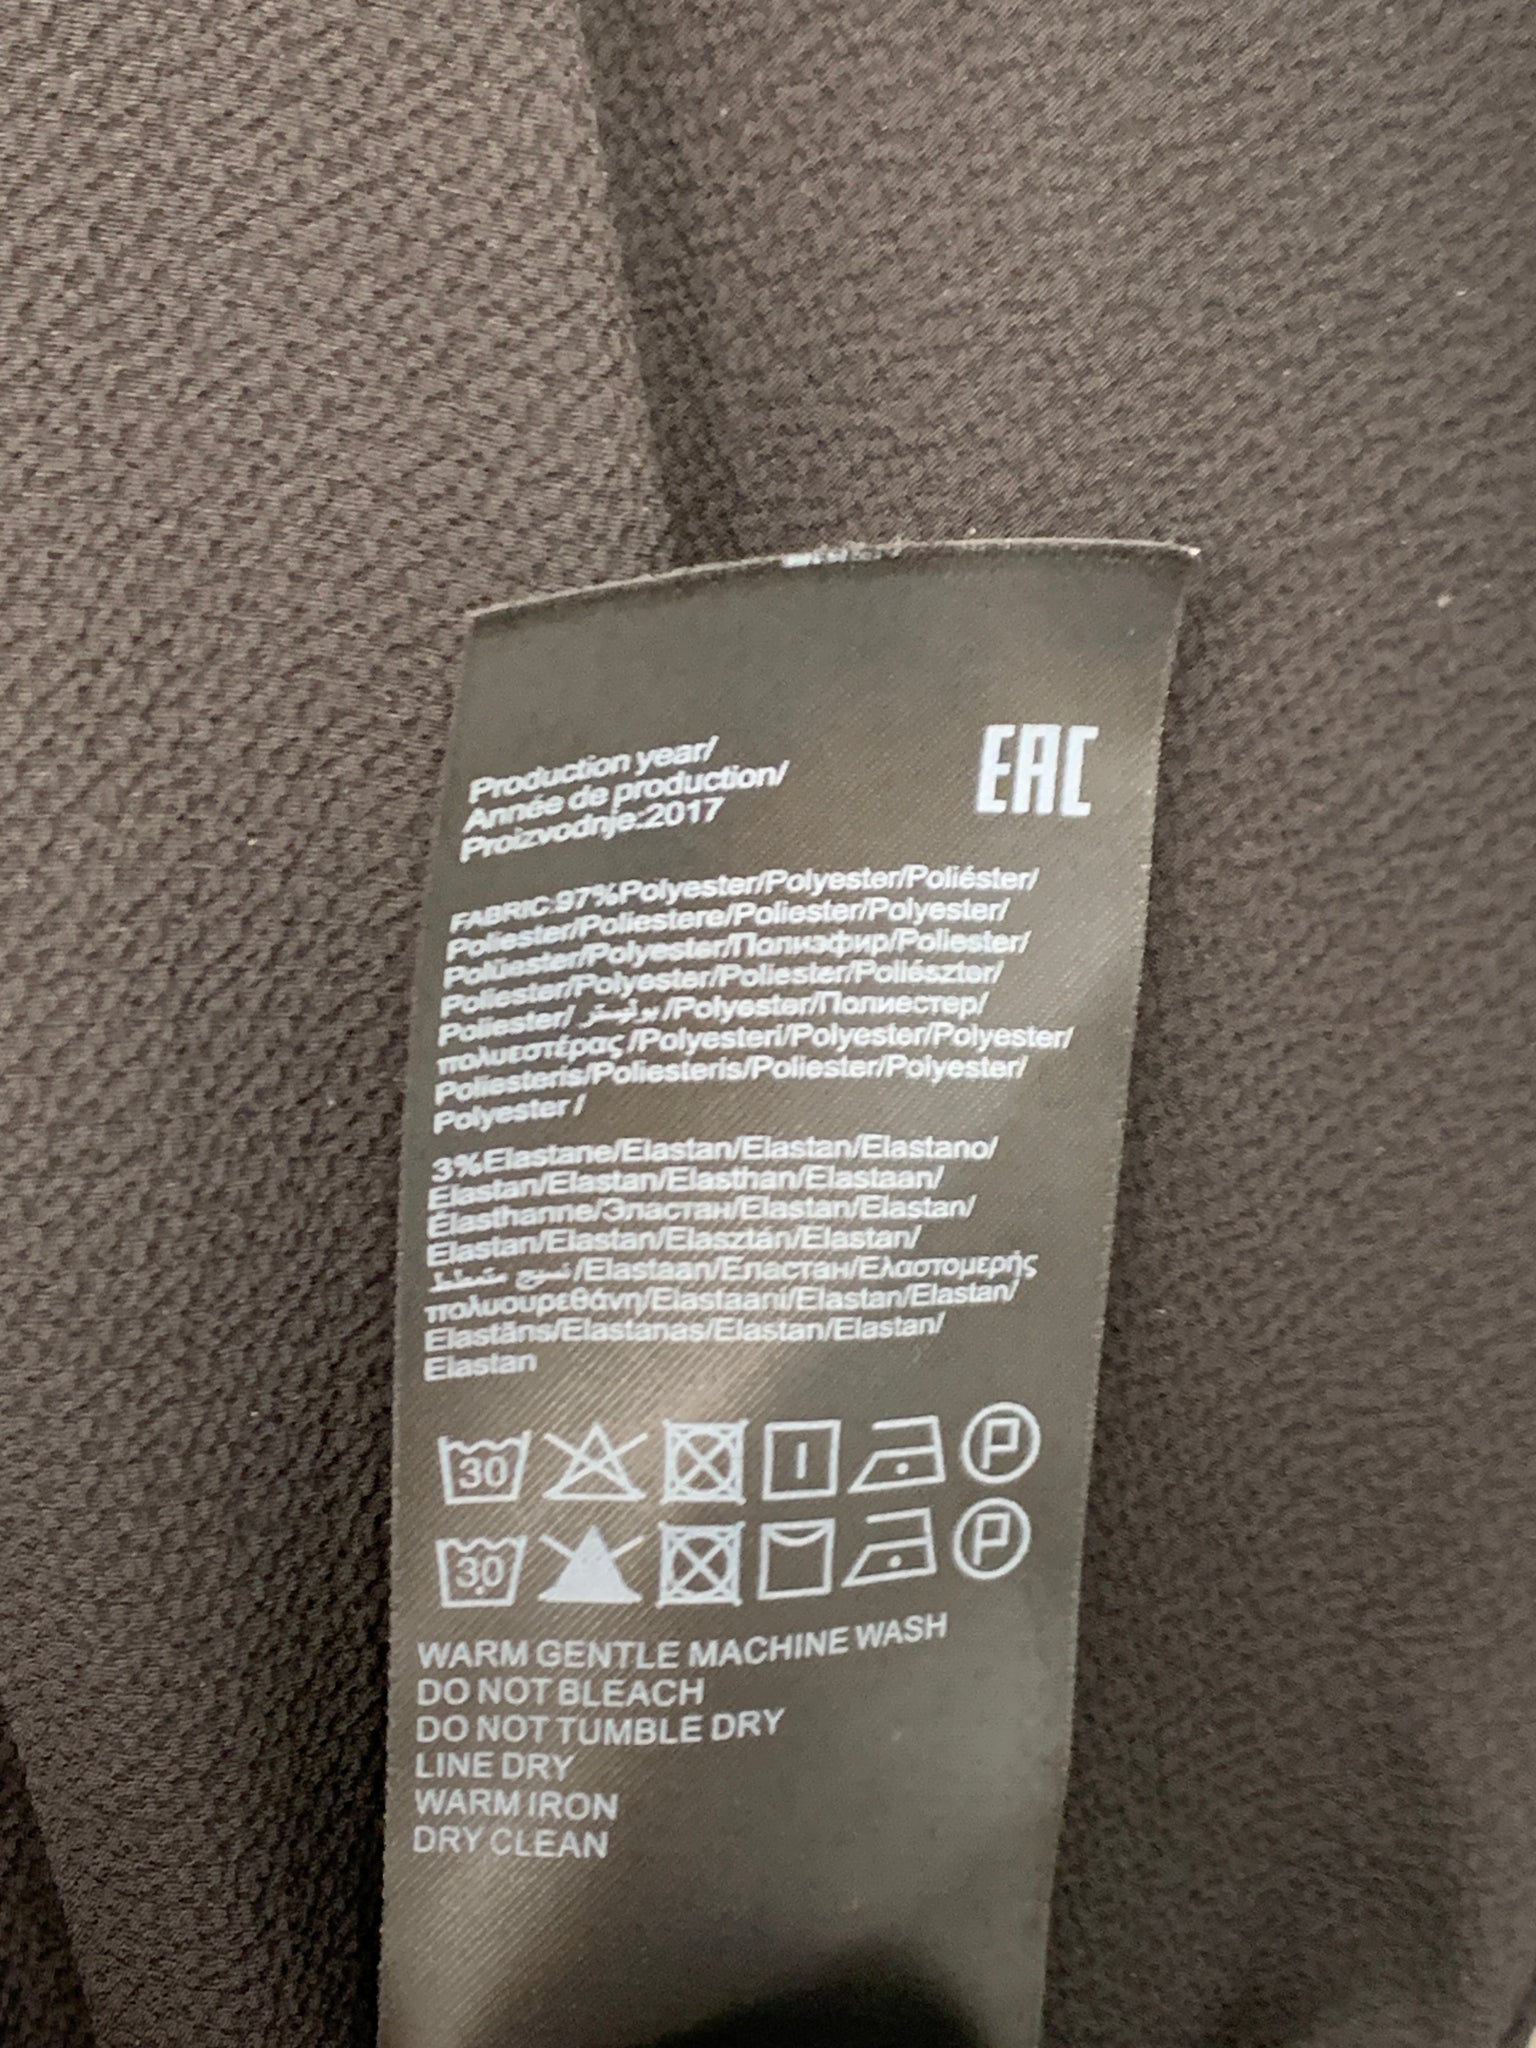 Production year/
Année de production/
Proizvodnje:2017
EAC
FABRIC:97%Polyester/Polyester/Poliéster/
Poliester/Poliestere/Poliester/Polyester/
Polüester/Polyester/Полиэфир/Poliester/
Poliester/Polyester/Poliester/Poliészter/
Poliester/ /Polyester/Полиестер/
πολυεστέρας/Polyesteri/Polyester/Polyester/
Poliesteris/Poliesteris/Poliester/Polyester/
Polyester /
3%Elastane/Elastan/Elastan/Elastano/
Elastan/Elastan/Elasthan/Elastaan/
Élasthanne/Эластан/Elastan/Elastan/
Elastan/Elastan/Elasztán/Elastan/
نسيج متمطط/Elastaan/Еластан/Ελαστομερής
πολυουρεθάνη/Elastaani/Elastan/Elastan/
Elastāns/Elastanas/Elastan/Elastan/
Elastan
30 P
30 P
WARM GENTLE MACHINE WASH
DO NOT BLEACH
DO NOT TUMBLE DRY
LINE DRY
WARM IRON
DRY CLEAN